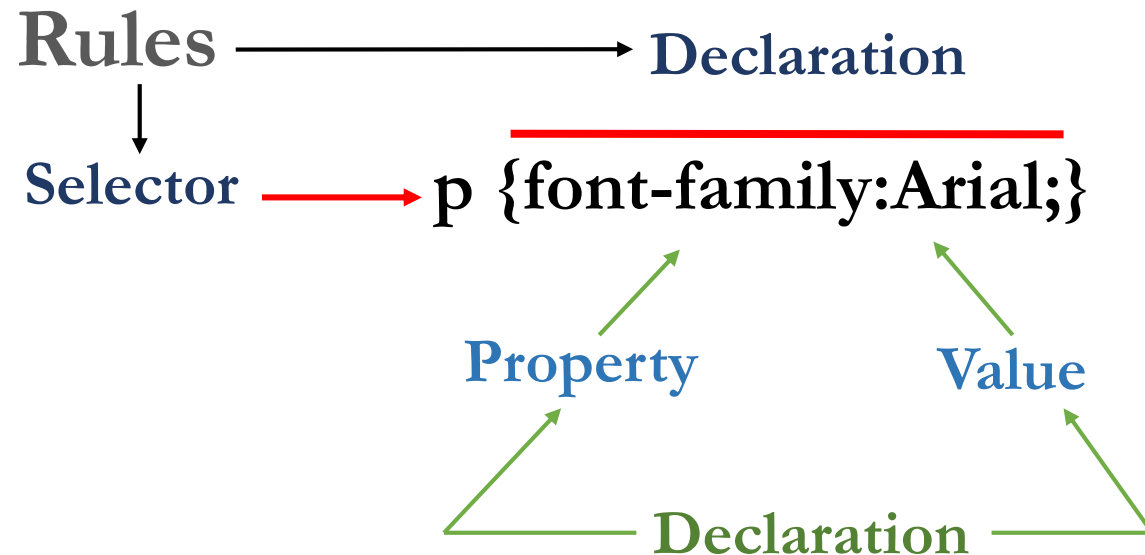 Rules
Declaration
Selector
p {font-family:Arial;}
Property
Value
Declaration